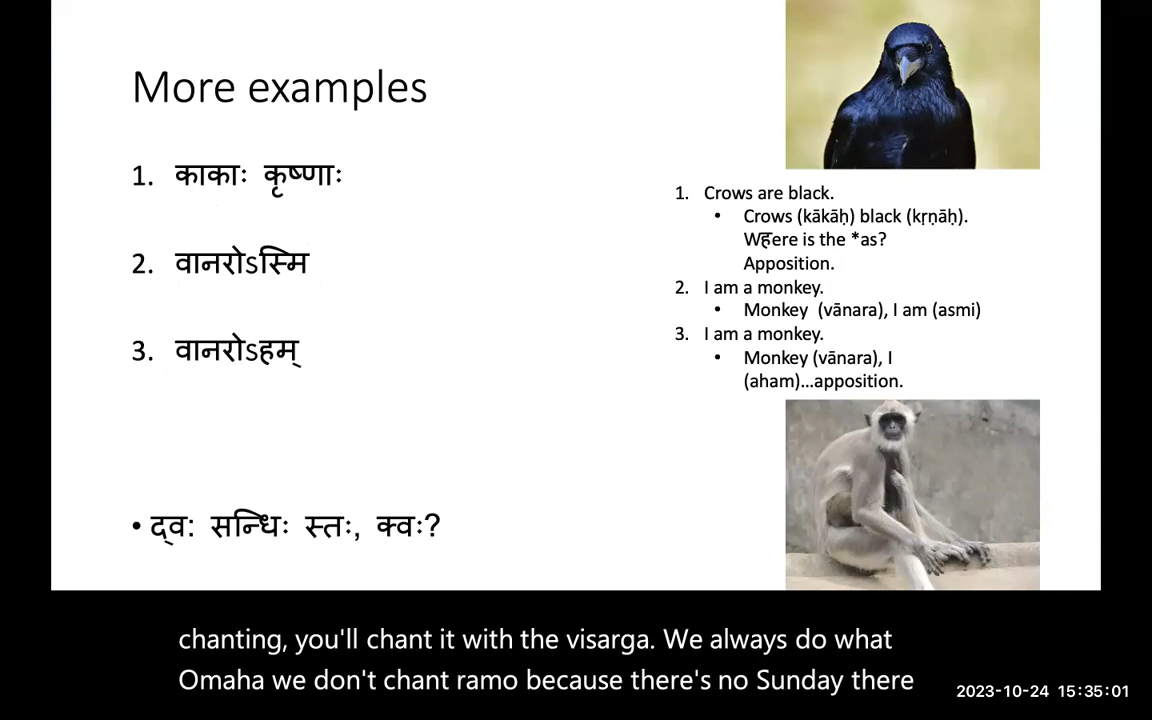 More examples
1. काकाः कृष्णाः
2. वानरोऽस्मि
3. वानरोऽहम्
• द्व: सन्धिः स्तः, क्वः?
1. Crows are black.
• Crows (kākāḥ) black (kṛṇāḥ).
Wहere is the *as?
Apposition.
2. I am a monkey.
• Monkey (vānara), I am (asmi)
3. I am a monkey.
• Monkey (vānara), I
(aham)...apposition.
chanting, you'll chant it with the visarga. We always do what
Omaha we don't chant ramo because there's no Sunday there
2023-10-24 15:35:01